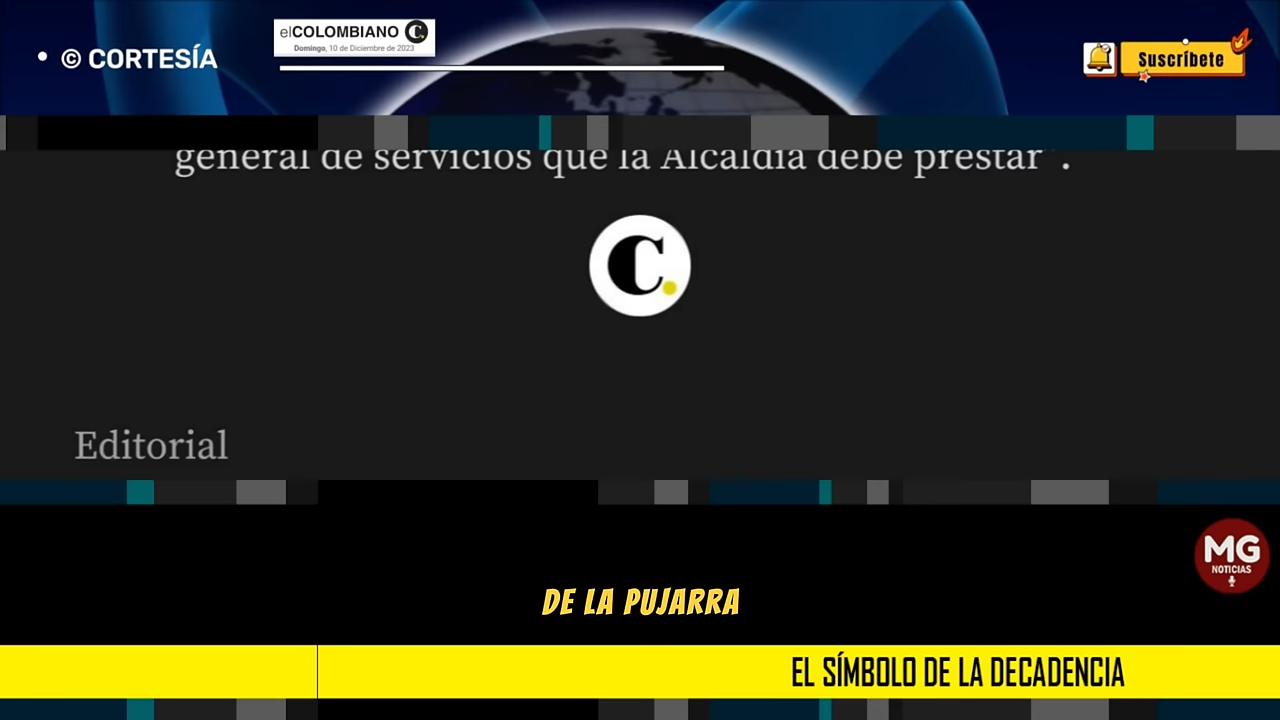 © CORTESÍA
elCOLOMBIANO C.
Domingo, 10 de Diciembre de 2023
Suscríbete
general de servicios que la Alcaldía debe prestar”.
C.
Editorial
MG
NOTICIAS
DE LA PUJARRA
EL SÍMBOLO DE LA DECADENCIA